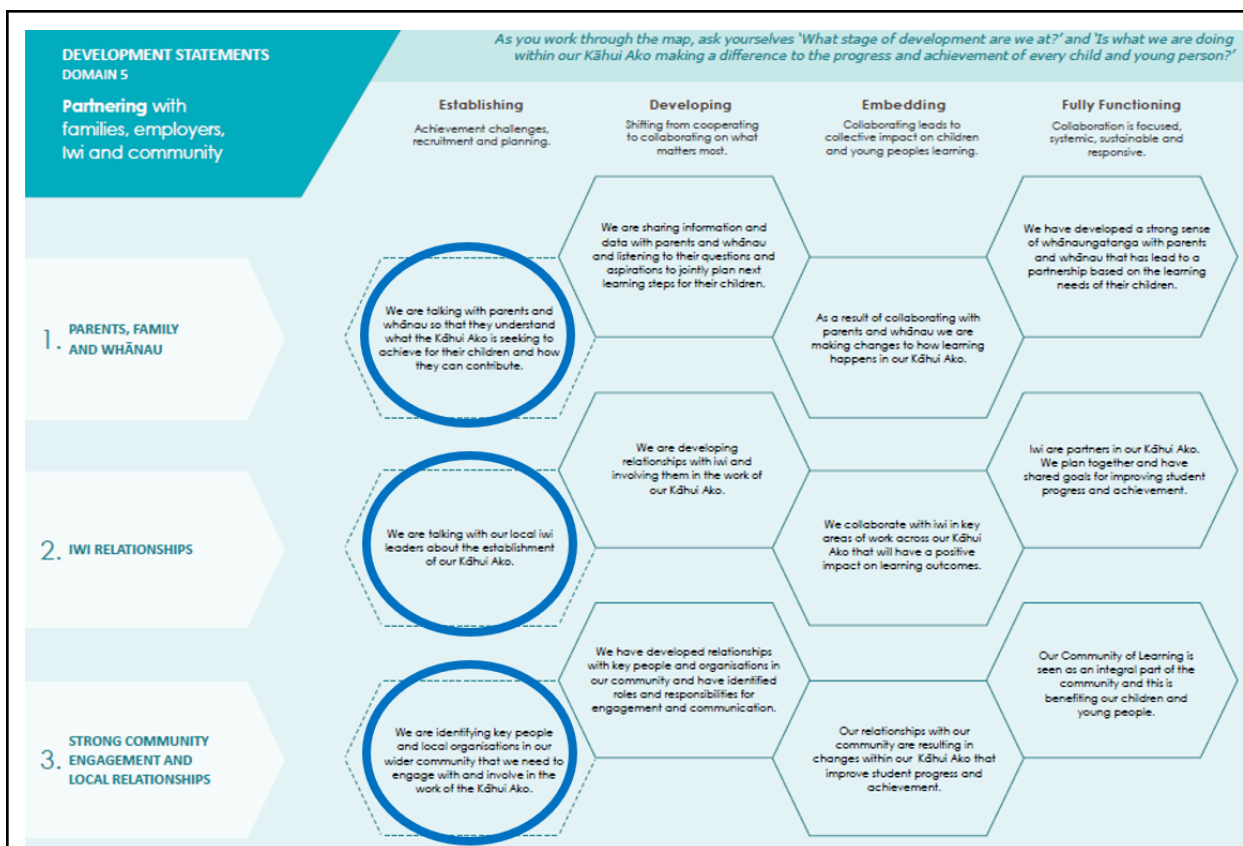 DEVELOPMENT STATEMENTS
DOMAIN 5
Partnering with
families, employers,
Iwi and community
As you work through the map, ask yourselves ‘What stage of development are we at?’ and ‘Is what we are doing
within our Kāhui Ako making a difference to the progress and achievement of every child and young person?’
Establishing
Achievement challenges,
recruitment and planning.
Developing
Shifting from cooperating
to collaborating on what
matters most.
Embedding
Collaborating leads to
collective impact on children
and young peoples learning.
Fully Functioning
Collaboration is focused,
systemic, sustainable and
responsive.
1. PARENTS, FAMILY
AND WHĀNAU
We are talking with parents and
whānau so that they understand
what the Kāhui Ako is seeking to
achieve for their children and how
they can contribute.
We are sharing information and
data with parents and whānau
and listening to their questions and
aspirations to jointly plan next
learning steps for their children.
As a result of collaborating with
parents and whānau we are
making changes to how learning
happens in our Kāhui Ako.
We have developed a strong sense
of whānaungatanga with parents
and whānau that has lead to a
partnership based on the learning
needs of their children.
2. IWI RELATIONSHIPS
We are talking with our local iwi
leaders about the establishment
of our Kāhui Ako.
We are developing
relationships with iwi and
involving them in the work of
our Kāhui Ako.
We collaborate with iwi in key
areas of work across our Kāhui
Ako that will have a positive
impact on learning outcomes.
Iwi are partners in our Kāhui Ako.
We plan together and have
shared goals for improving student
progress and achievement.
3. STRONG COMMUNITY
ENGAGEMENT AND
LOCAL RELATIONSHIPS
We are identifying key people
and local organisations in our
wider community that we need to
engage with and involve in the
work of the Kāhui Ako.
We have developed relationships
with key people and organisations in
our community and have identified
roles and responsibilities for
engagement and communication.
Our relationships with our
community are resulting in
changes within our Kāhui Ako that
improve student progress and
achievement.
Our Community of Learning is
seen as an integral part of the
community and this is
benefiting our children and
young people.